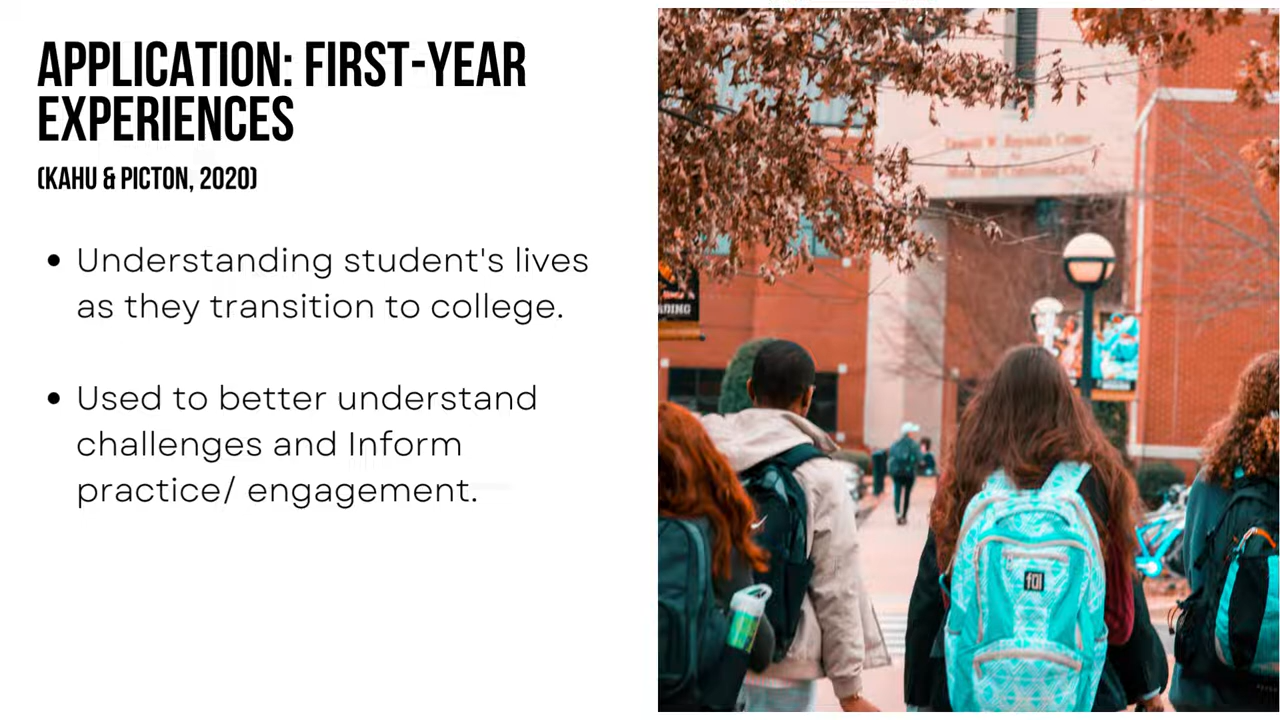 APPLICATION: FIRST-YEAR
EXPERIENCES
(KAHU & PICTON, 2020)
• Understanding student's lives
as they transition to college.
• Used to better understand
challenges and Inform
practice/ engagement.